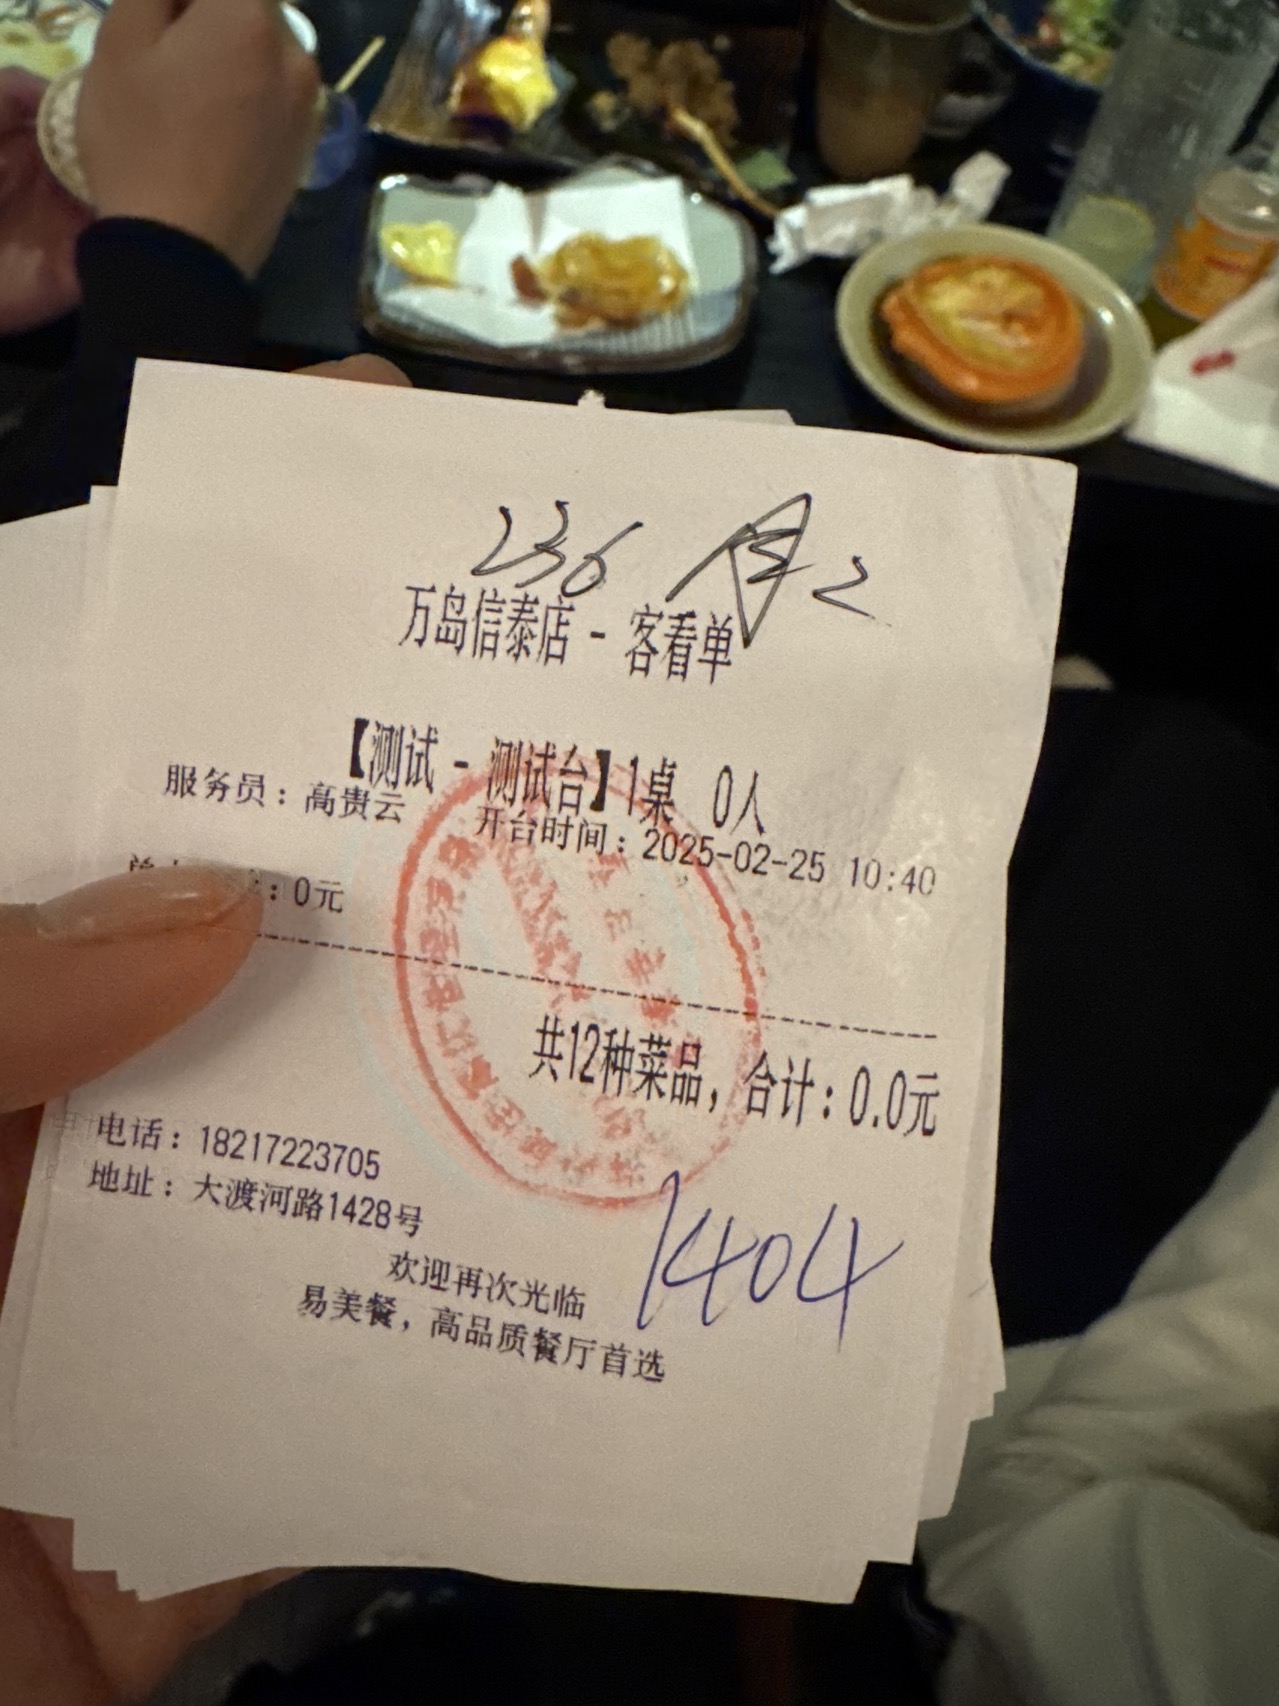 236
2
万岛信泰店 - 客看单
【测试 - 测试台】1桌 0人
服务员：高贵云 开台时间：2025-02-25 10:40
：0元
共12种菜品，合计：0.0元
电话：18217223705
地址：大渡河路1428号
1404
欢迎再次光临
易美餐，高品质餐厅首选